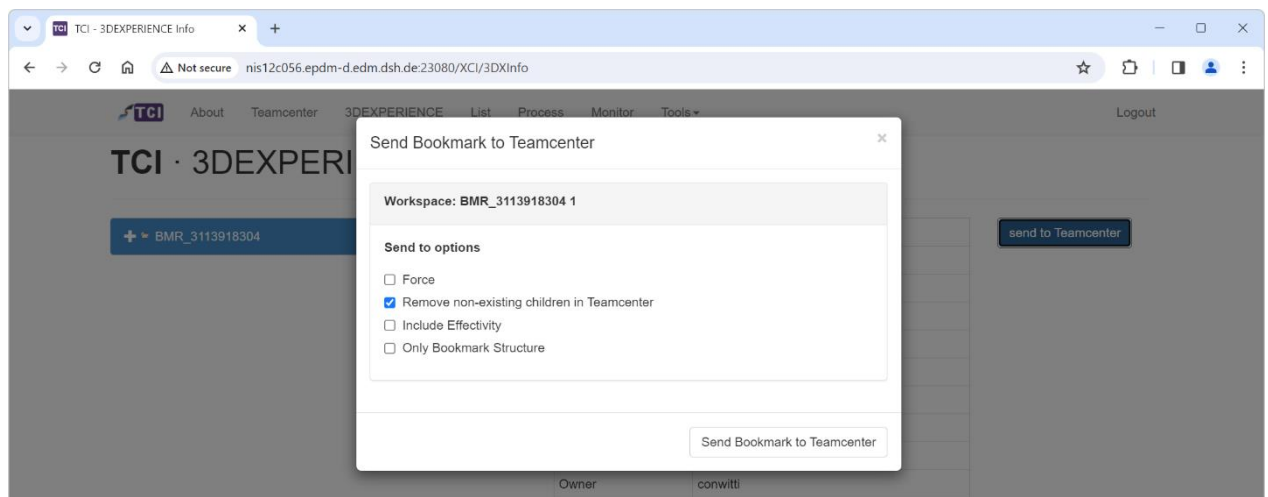 TCI TCI - 3DEXPERIENCE Info
Not secure nis12c056.epdm-d.edm.dsh.de:23080/XCI/3DXInfo
TCI About Teamcenter 3DEXPERIENCE List Process Monitor Tools Logout
TCI · 3DEXPERI
Send Bookmark to Teamcenter
Workspace: BMR_3113918304 1
BMR_3113918304
send to Teamcenter
Send to options
Force
Remove non-existing children in Teamcenter
Include Effectivity
Only Bookmark Structure
Send Bookmark to Teamcenter
Owner conwitti